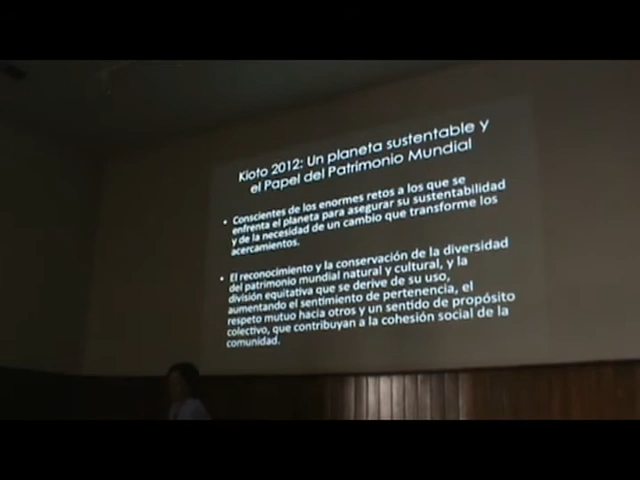 Kioto 2012: Un planeta sustentable y
el Papel del Patrimonio Mundial
• Conscientes de los enormes retos a los que se
enfrenta el planeta para asegurar su sustentabilidad
y de la necesidad de un cambio que transforme los
acercamientos.
• El reconocimiento y la conservación de la diversidad
del patrimonio mundial natural y cultural, y la
división equitativa que se derive de su uso,
aumentando el sentimiento de pertenencia, el
respeto mutuo hacia otros y un sentido de propósito
colectivo, que contribuyan a la cohesión social de la
comunidad.